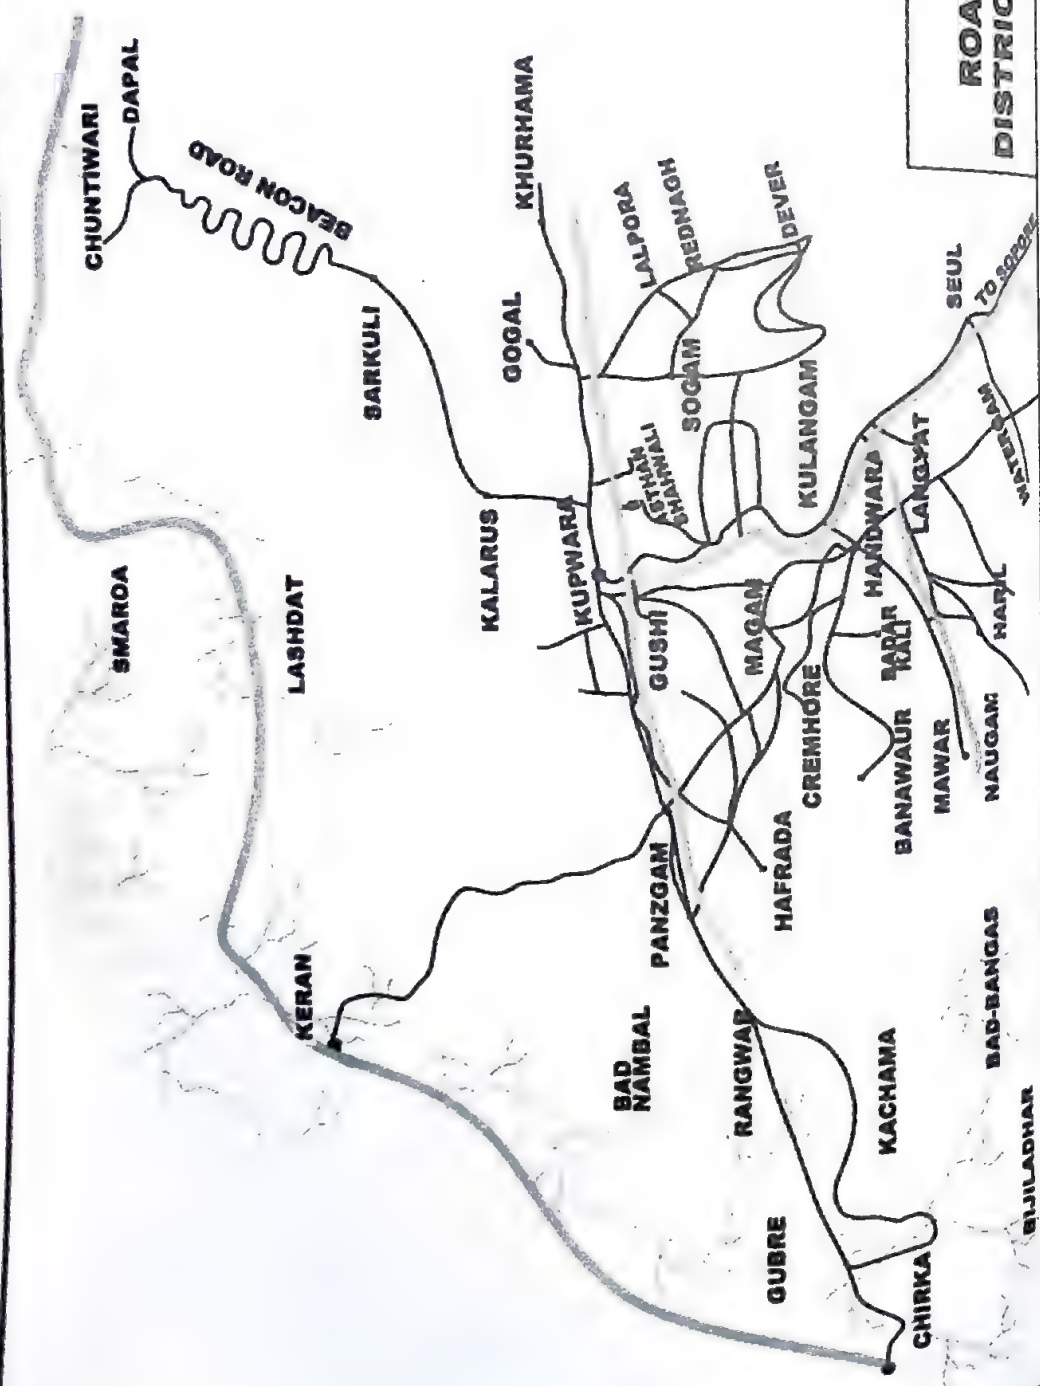 CHUNTIWARI
DAPAL
BEACON ROAD
SARKULI
KHURHAMA
GOGAL
LALPORA
REDNAGH
DEVER
SOGAM
KULANGAM
SEUL
TO SOPORE
ROA
DISTRIC
SMAROA
LASHDAT
KALARUS
KUPWARA
ASTHAN
SHAHWALI
GUSHI
MAGAM
HANDWARA
LANGYAT
WATERGAM
CREMHORE
BADAR
KALI
HARIL
BANAWAUR
MAWAR
NAUGAM
KERAN
PANZGAM
HAFRADA
BAD
NAMBAL
RANGWAR
KACHAMA
BAD-BANGAS
GUBRE
CHIRKA
BIJILADHAR